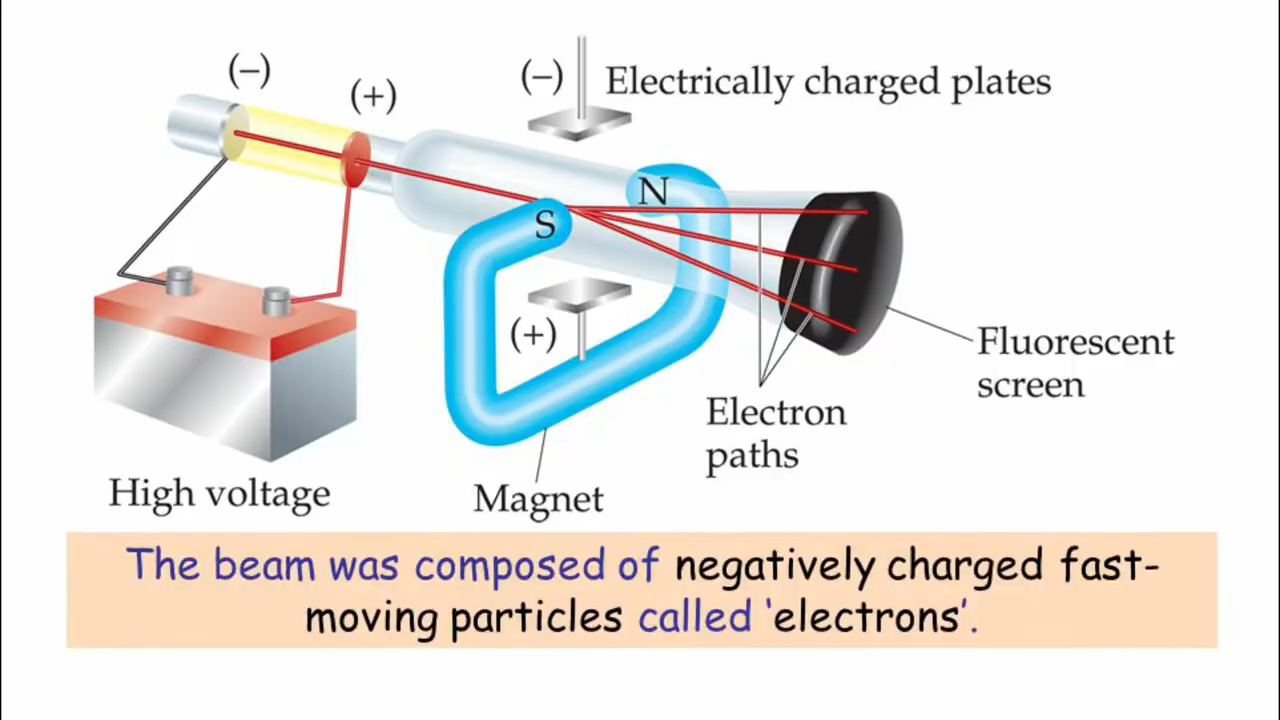 (–)
(+)
(–)
Electrically charged plates
N
S
(+)
Fluorescent
screen
Electron
paths
High voltage
Magnet
The beam was composed of negatively charged fast-
moving particles called ‘electrons’.